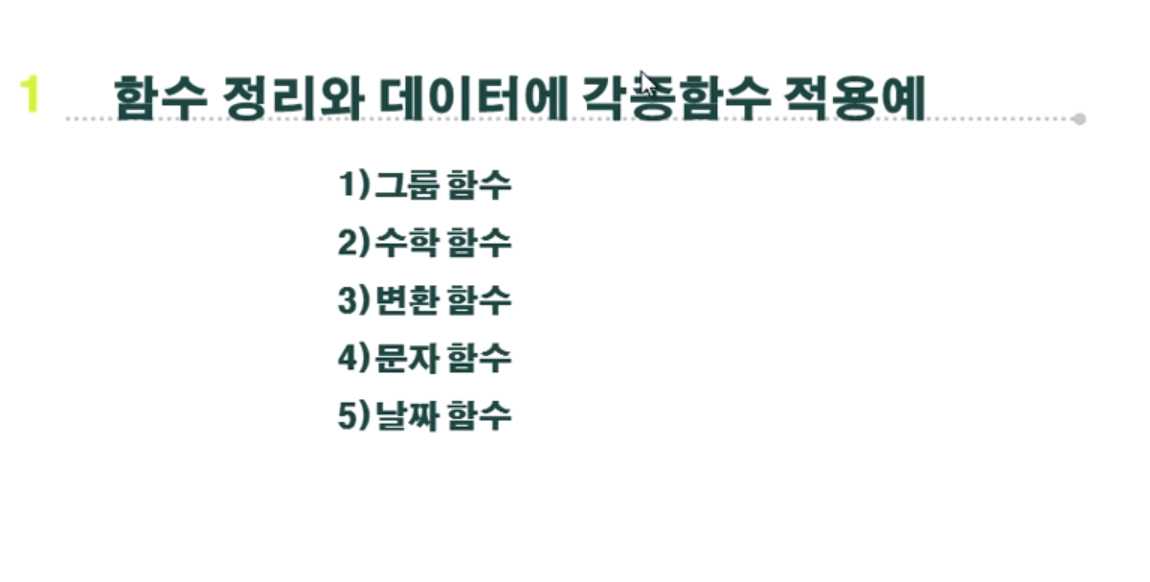 1 함수 정리와 데이터에 각종함수 적용예
1) 그룹 함수
2) 수학 함수
3) 변환 함수
4) 문자 함수
5) 날짜 함수